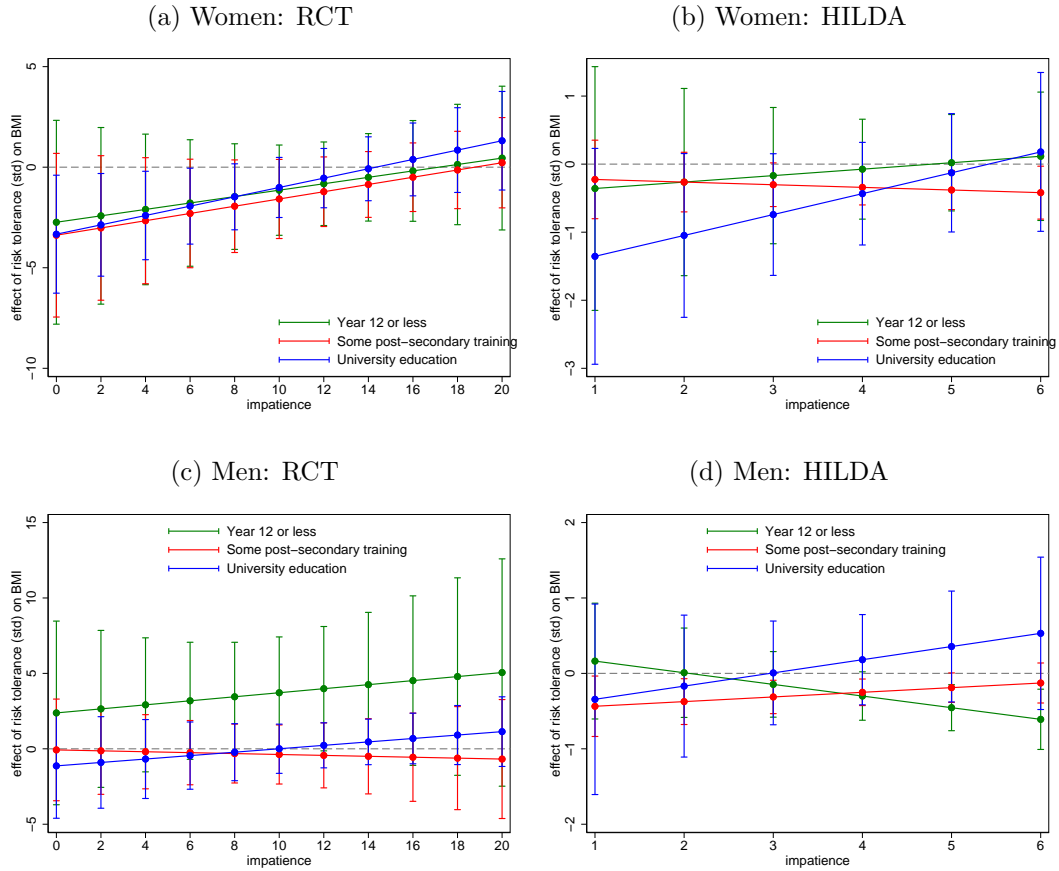 (a) Women: RCT
effect of risk tolerance (std) on BMI
5
0
−5
−10
Year 12 or less
Some post−secondary training
University education
0 2 4 6 8 10 12 14 16 18 20
impatience
(b) Women: HILDA
effect of risk tolerance (std) on BMI
1
0
−1
−2
−3
Year 12 or less
Some post−secondary training
University education
1 2 3 4 5 6
impatience
(c) Men: RCT
effect of risk tolerance (std) on BMI
15
10
5
0
−5
Year 12 or less
Some post−secondary training
University education
0 2 4 6 8 10 12 14 16 18 20
impatience
(d) Men: HILDA
effect of risk tolerance (std) on BMI
2
1
0
−1
−2
Year 12 or less
Some post−secondary training
University education
1 2 3 4 5 6
impatience